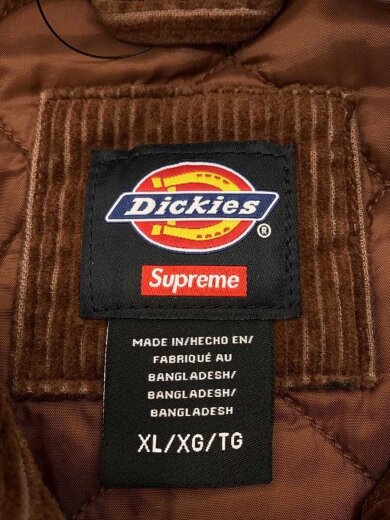 Dickies
®
Supreme
MADE IN/HECHO EN/
FABRIQUÉ AU
BANGLADESH/
BANGLADESH/
BANGLADESH
XL/XG/TG